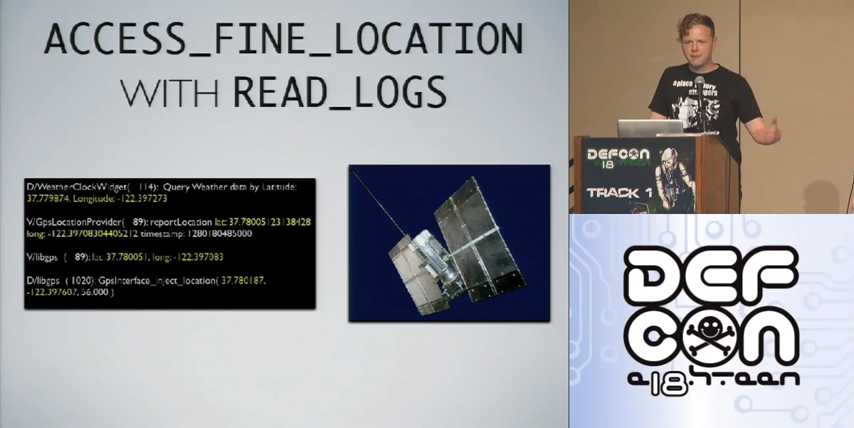 ACCESS_FINE_LOCATION
WITH READ_LOGS
D/WeatherClockWidget( 114): Query Weather data by Latitude:
37.779874, Longitude: -122.397273
V/GpsLocationProvider( 89): reportLocation lat: 37.78005123138428
long: -122.39708304405212 timestamp: 1280180485000
V/libgps ( 89): lat: 37.780051, long: -122.397083
D/libgps ( 1020): GpsInterface_inject_location( 37.780187,
-122.397607, 56.000 )
DEFCON
18
TRACK 1
DEF
CON
18